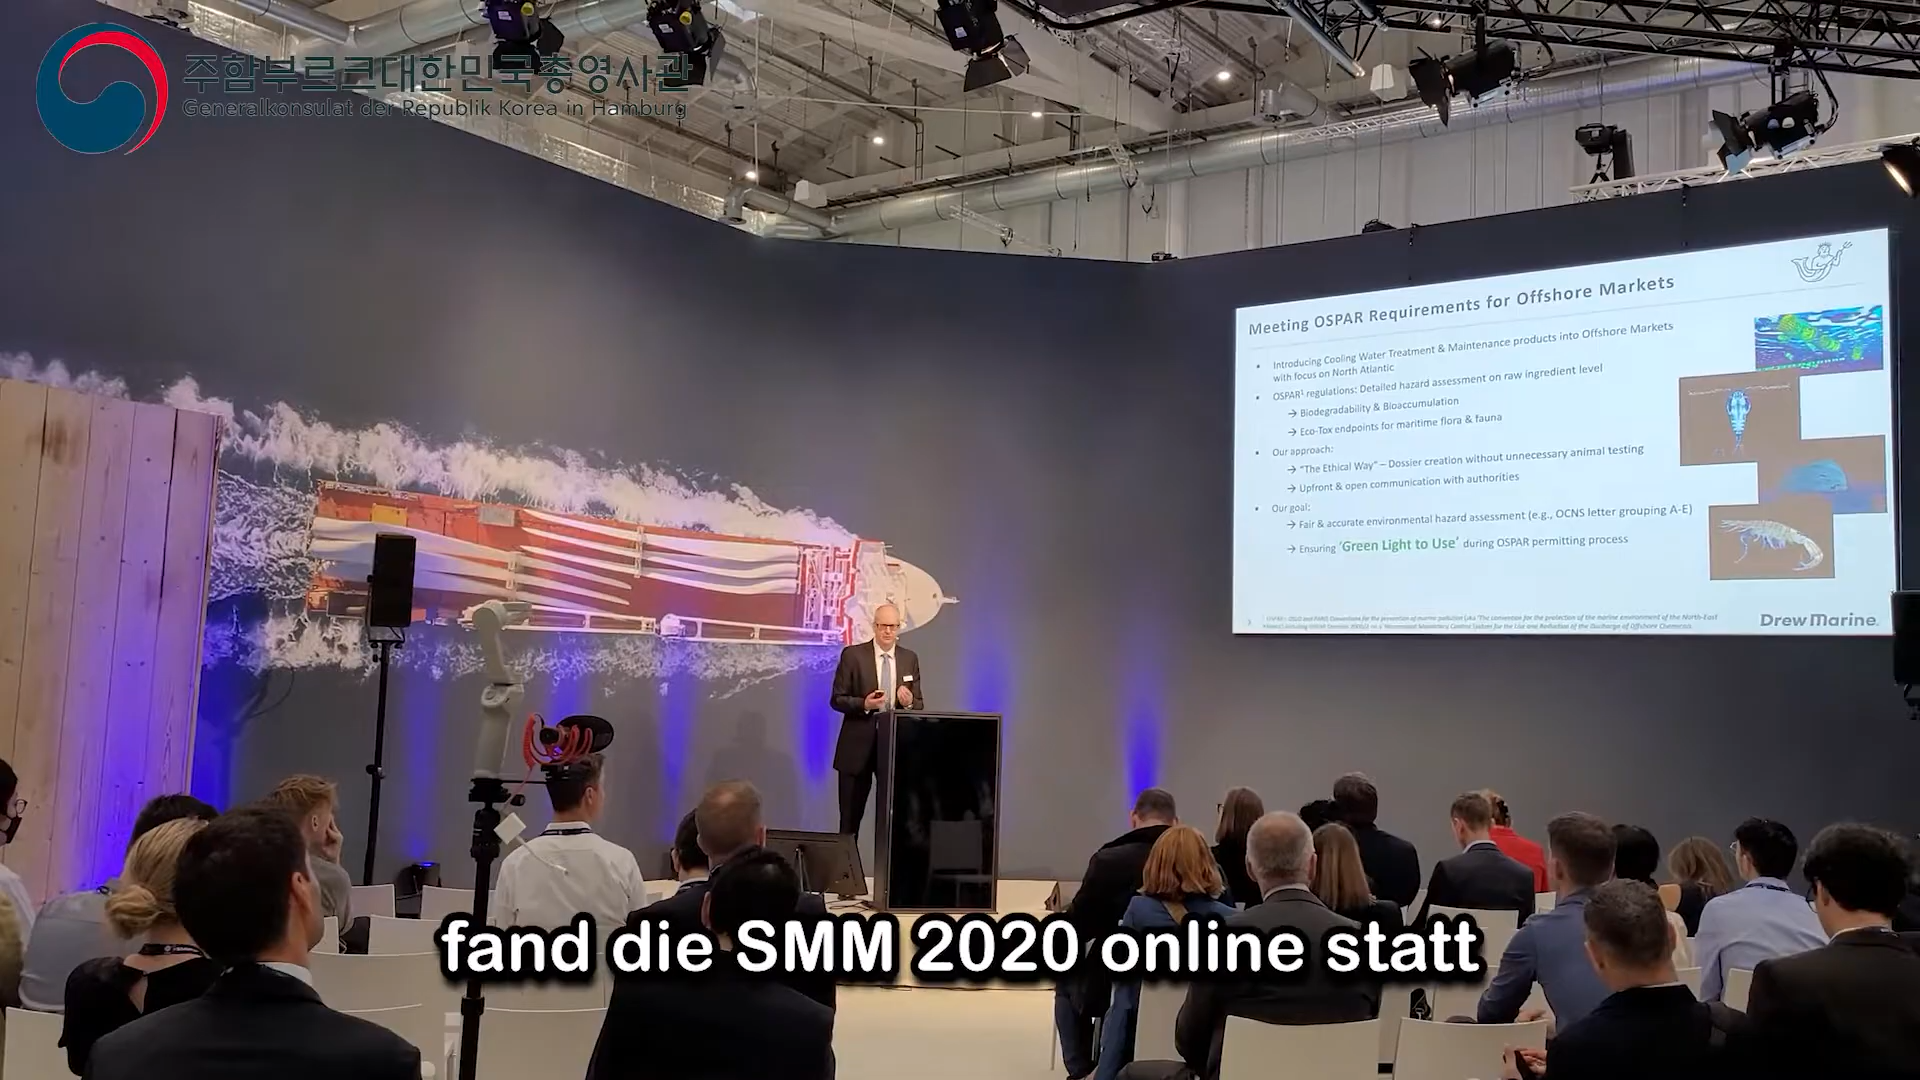 주함부르크대한민국총영사관
Generalkonsulat der Republik Korea in Hamburg
Meeting OSPAR Requirements for Offshore Markets
• Introducing Cooling Water Treatment & Maintenance products into Offshore Markets
with focus on North Atlantic
• OSPAR¹ regulations: Detailed hazard assessment on raw ingredient level
→ Biodegradability & Bioaccumulation
→ Eco-Tox endpoints for maritime flora & fauna
• Our approach:
→ "The Ethical Way" – Dossier creation without unnecessary animal testing
→ Upfront & open communication with authorities
• Our goal:
→ Fair & accurate environmental hazard assessment (e.g., OCNS letter grouping A-E)
→ Ensuring 'Green Light to Use' during OSPAR permitting process
Drew Marine
fand die SMM 2020 online statt